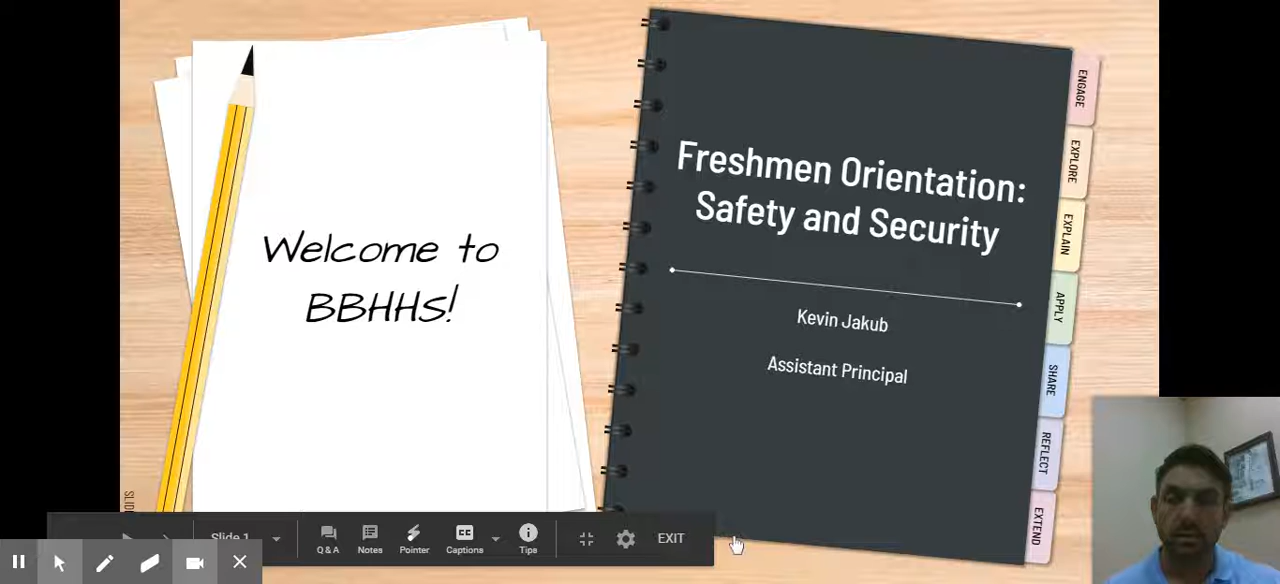 Welcome to
BBHHS!
Freshmen Orientation:
Safety and Security
Kevin Jakub
Assistant Principal
ENGAGE
EXPLORE
EXPLAIN
APPLY
SHARE
REFLECT
EXTEND
Slide 1
Q & A
Notes
Pointer
CC
Captions
Tips
EXIT